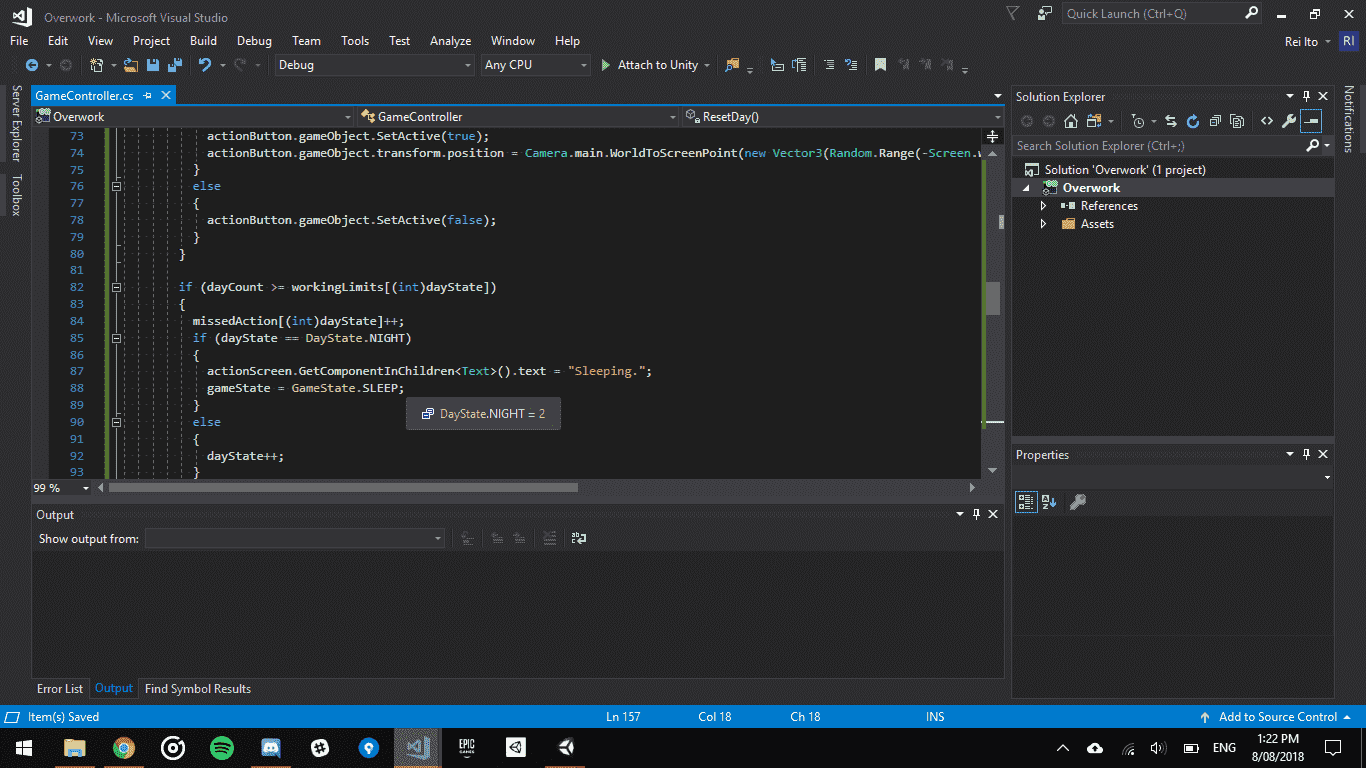 Overwork - Microsoft Visual Studio
Quick Launch (Ctrl+Q)
File Edit View Project Build Debug Team Tools Test Analyze Window Help
Rei Ito RI
Debug Any CPU Attach to Unity
Server Explorer
Toolbox
Notifications
GameController.cs
Overwork GameController ResetDay()
73 actionButton.gameObject.SetActive(true);
74 actionButton.gameObject.transform.position = Camera.main.WorldToScreenPoint(new Vector3(Random.Range(-Screen.
75 }
76 else
77 {
78 actionButton.gameObject.SetActive(false);
79 }
80 }
81
82 if (dayCount >= workingLimits[(int)dayState])
83 {
84 missedAction[(int)dayState]++;
85 if (dayState == DayState.NIGHT)
86 {
87 actionScreen.GetComponentInChildren<Text>().text = "Sleeping.";
88 gameState = GameState.SLEEP;
89 }
DayState.NIGHT = 2
90 else
91 {
92 dayState++;
93 }
99 %
Output
Show output from:
Error List Output Find Symbol Results
Solution Explorer
Search Solution Explorer (Ctrl+;)
Solution 'Overwork' (1 project)
Overwork
References
Assets
Properties
Item(s) Saved Ln 157 Col 18 Ch 18 INS Add to Source Control
EPIC GAMES
ENG
1:22 PM
8/08/2018